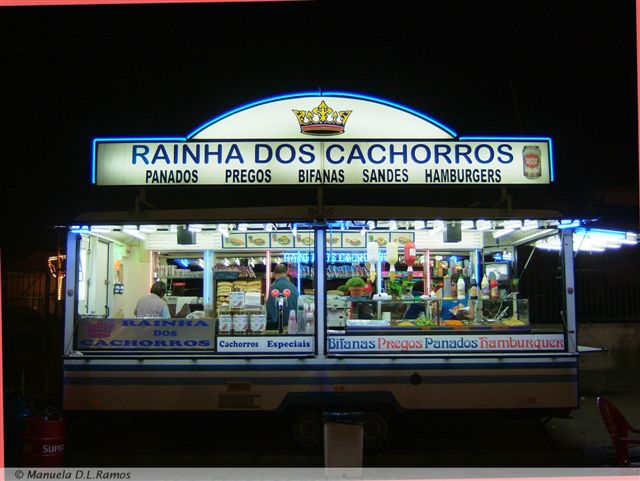 RAINHA DOS CACHORROS
PANADOS PREGOS BIFANAS SANDES HAMBURGERS
RAINHA
DOS
CACHORROS
Cachorros Especiais
Bifanas Pregos Panados Hamburguer
SUPER
© Manuela D.L.Ramos